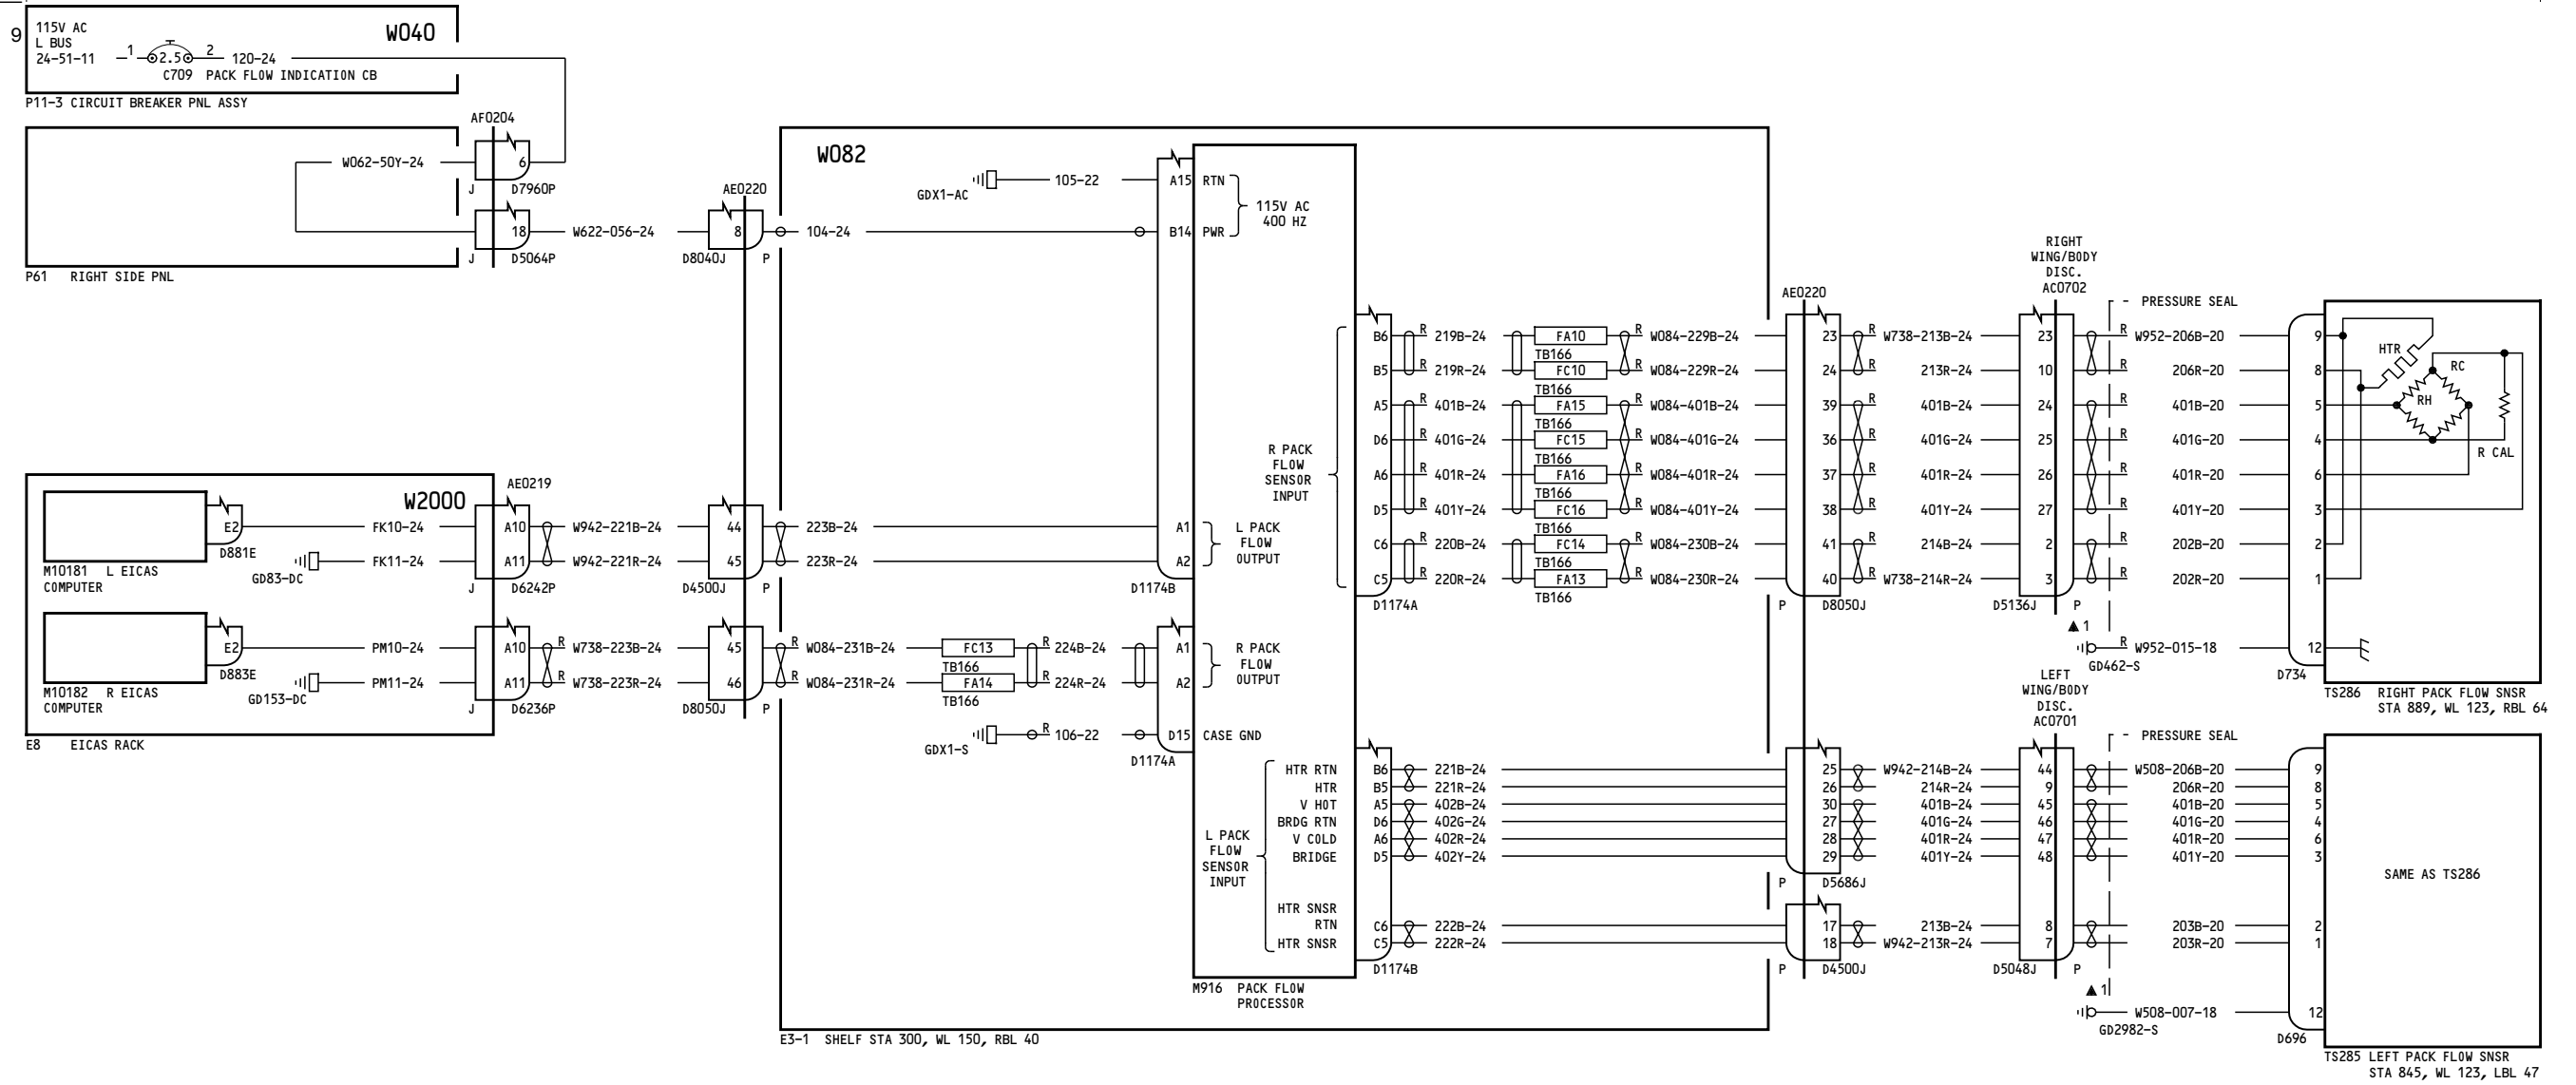 9
115V AC
L BUS
24-51-11
1
2.5
2
120-24
W040
C709 PACK FLOW INDICATION CB
P11-3 CIRCUIT BREAKER PNL ASSY
AF0204
W062-50Y-24
6
J
D7960P
18
J
D5064P
W622-056-24
P61 RIGHT SIDE PNL
AE0220
8
D8040J
P
104-24
W082
GDX1-AC
105-22
A15 RTN
B14 PWR
115V AC
400 HZ
W2000
AE0219
E2
D881E
M10181 L EICAS
COMPUTER
FK10-24
GD83-DC
FK11-24
A10
A11
J
D6242P
W942-221B-24
W942-221R-24
44
45
D4500J
P
223B-24
223R-24
A1
A2
L PACK
FLOW
OUTPUT
D1174B
E2
D883E
M10182 R EICAS
COMPUTER
PM10-24
GD153-DC
PM11-24
A10
A11
J
D6236P
R W738-223B-24
R W738-223R-24
45
46
D8050J
P
R W084-231B-24
R W084-231R-24
FC13
TB166
FA14
TB166
R 224B-24
224R-24
A1
A2
R PACK
FLOW
OUTPUT
GDX1-S
R 106-22
D15 CASE GND
D1174A
E8 EICAS RACK
R PACK
FLOW
SENSOR
INPUT
B6 R 219B-24 FA10 R W084-229B-24 23 R W738-213B-24 23 R W952-206B-20 9
TB166
B5 R 219R-24 FC10 R W084-229R-24 24 R 213R-24 10 R 206R-20 8
TB166
A5 R 401B-24 FA15 R W084-401B-24 39 R 401B-24 24 R 401B-20 5
TB166
D6 R 401G-24 FC15 R W084-401G-24 36 R 401G-24 25 R 401G-20 4
TB166
A6 R 401R-24 FA16 R W084-401R-24 37 R 401R-24 26 R 401R-20 6
TB166
D5 R 401Y-24 FC16 R W084-401Y-24 38 R 401Y-24 27 R 401Y-20 3
TB166
C6 R 220B-24 FC14 R W084-230B-24 41 R 214B-24 2 R 202B-20 2
TB166
C5 R 220R-24 FA13 R W084-230R-24 40 R W738-214R-24 3 R 202R-20 1
TB166
D1174A
AE0220
P
D8050J
RIGHT
WING/BODY
DISC.
AC0702
D5136J
P
PRESSURE SEAL
▲ 1
GD462-S
R W952-015-18
12
D734
HTR
RC
RH
R CAL
TS286 RIGHT PACK FLOW SNSR
STA 889, WL 123, RBL 64
L PACK
FLOW
SENSOR
INPUT
LEFT
WING/BODY
DISC.
AC0701
PRESSURE SEAL
HTR RTN B6 221B-24 25 W942-214B-24 44 W508-206B-20 9
HTR B5 221R-24 26 214R-24 9 206R-20 8
V HOT A5 402B-24 30 401B-24 45 401B-20 5
BRDG RTN D6 402G-24 27 401G-24 46 401G-20 4
V COLD A6 402R-24 28 401R-24 47 401R-20 6
BRIDGE D5 402Y-24 29 401Y-24 48 401Y-20 3
P
D5686J
HTR SNSR
RTN C6 222B-24 17 213B-24 8 203B-20 2
HTR SNSR C5 222R-24 18 W942-213R-24 7 203R-20 1
D1174B
P
D4500J
D5048J
P
▲ 1
GD2982-S
W508-007-18
12
D696
SAME AS TS286
TS285 LEFT PACK FLOW SNSR
STA 845, WL 123, LBL 47
M916 PACK FLOW
PROCESSOR
E3-1 SHELF STA 300, WL 150, RBL 40